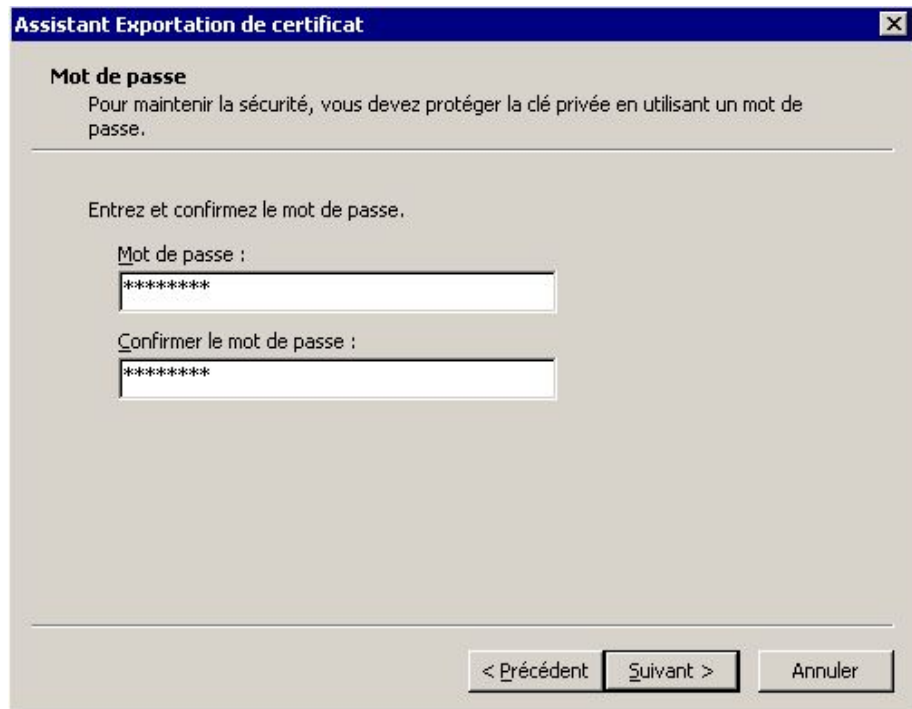 Assistant Exportation de certificat
Mot de passe
Pour maintenir la sécurité, vous devez protéger la clé privée en utilisant un mot de
passe.
Entrez et confirmez le mot de passe.
Mot de passe :
********
Confirmer le mot de passe :
********
< Précédent
Suivant >
Annuler